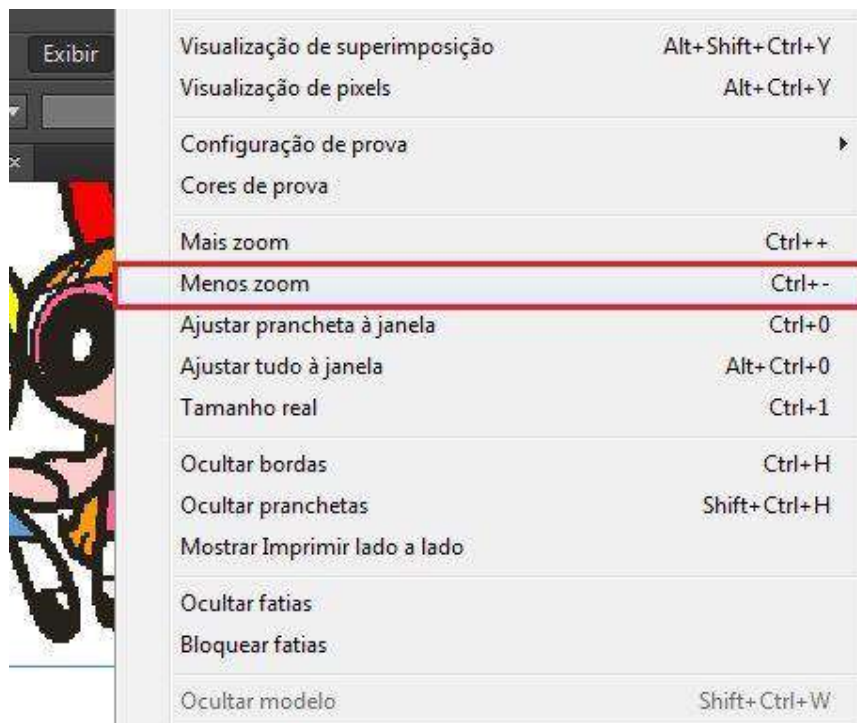 Exibir
Visualização de superimposição Alt+Shift+Ctrl+Y
Visualização de pixels Alt+Ctrl+Y
Configuração de prova
Cores de prova
Mais zoom Ctrl++
Menos zoom Ctrl+-
Ajustar prancheta à janela Ctrl+0
Ajustar tudo à janela Alt+Ctrl+0
Tamanho real Ctrl+1
Ocultar bordas Ctrl+H
Ocultar pranchetas Shift+Ctrl+H
Mostrar Imprimir lado a lado
Ocultar fatias
Bloquear fatias
Ocultar modelo Shift+Ctrl+W